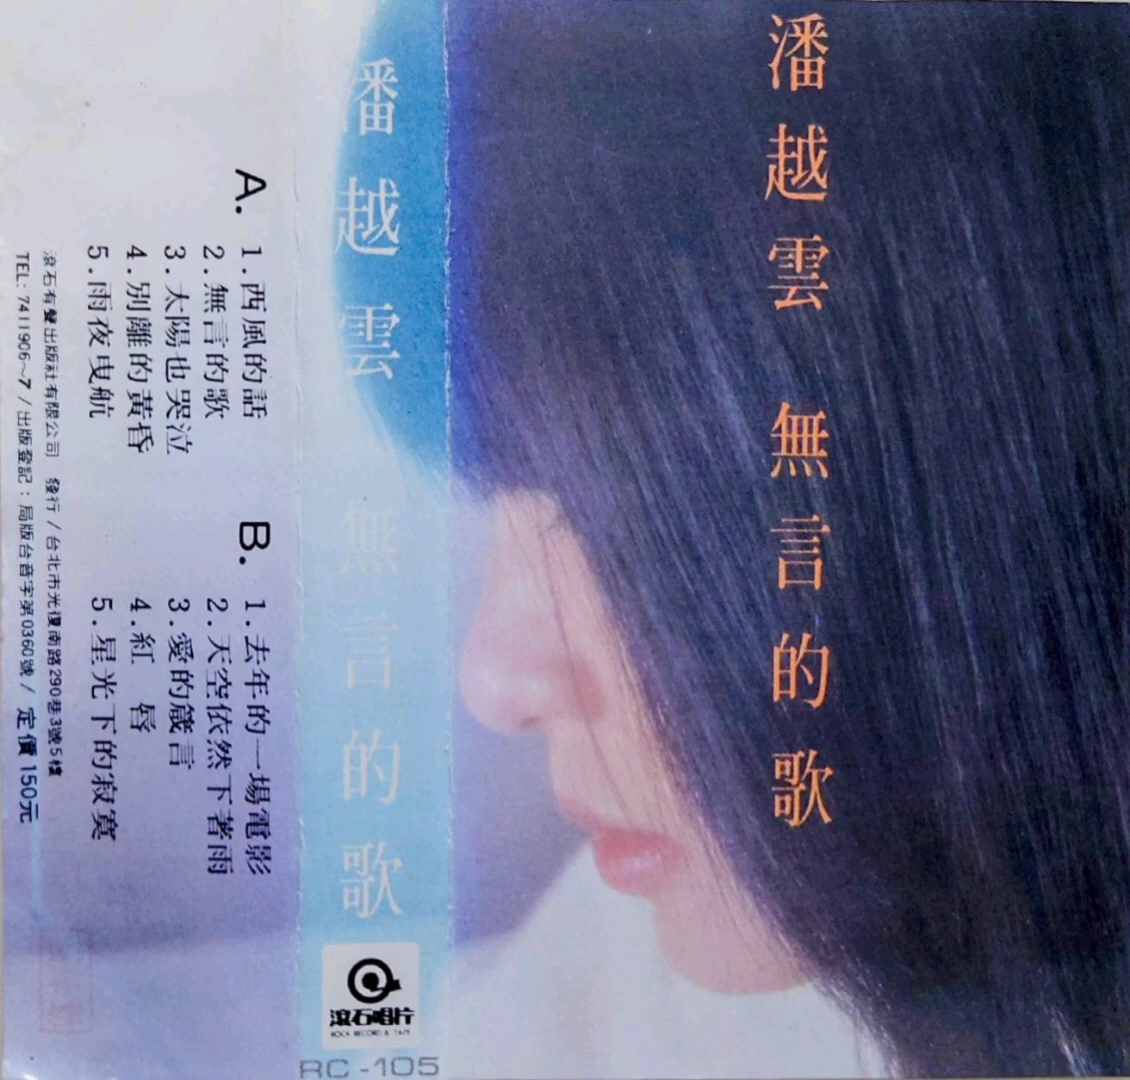 潘越雲 無言的歌
潘越雲 無言的歌
滾石唱片
ROCK RECORD & TAPE
RC-105
A.
1.西風的話
2.無言的歌
3.太陽也哭泣
4.別離的黃昏
5.雨夜曳航
B.
1.去年的一場電影
2.天空依然下著雨
3.愛的箴言
4.紅 唇
5.星光下的寂寞
滾石有聲出版社有限公司 發行/台北市光復南路290巷3號5樓
TEL: 7411906～7/出版登記：局版台音字第0360號/定價150元